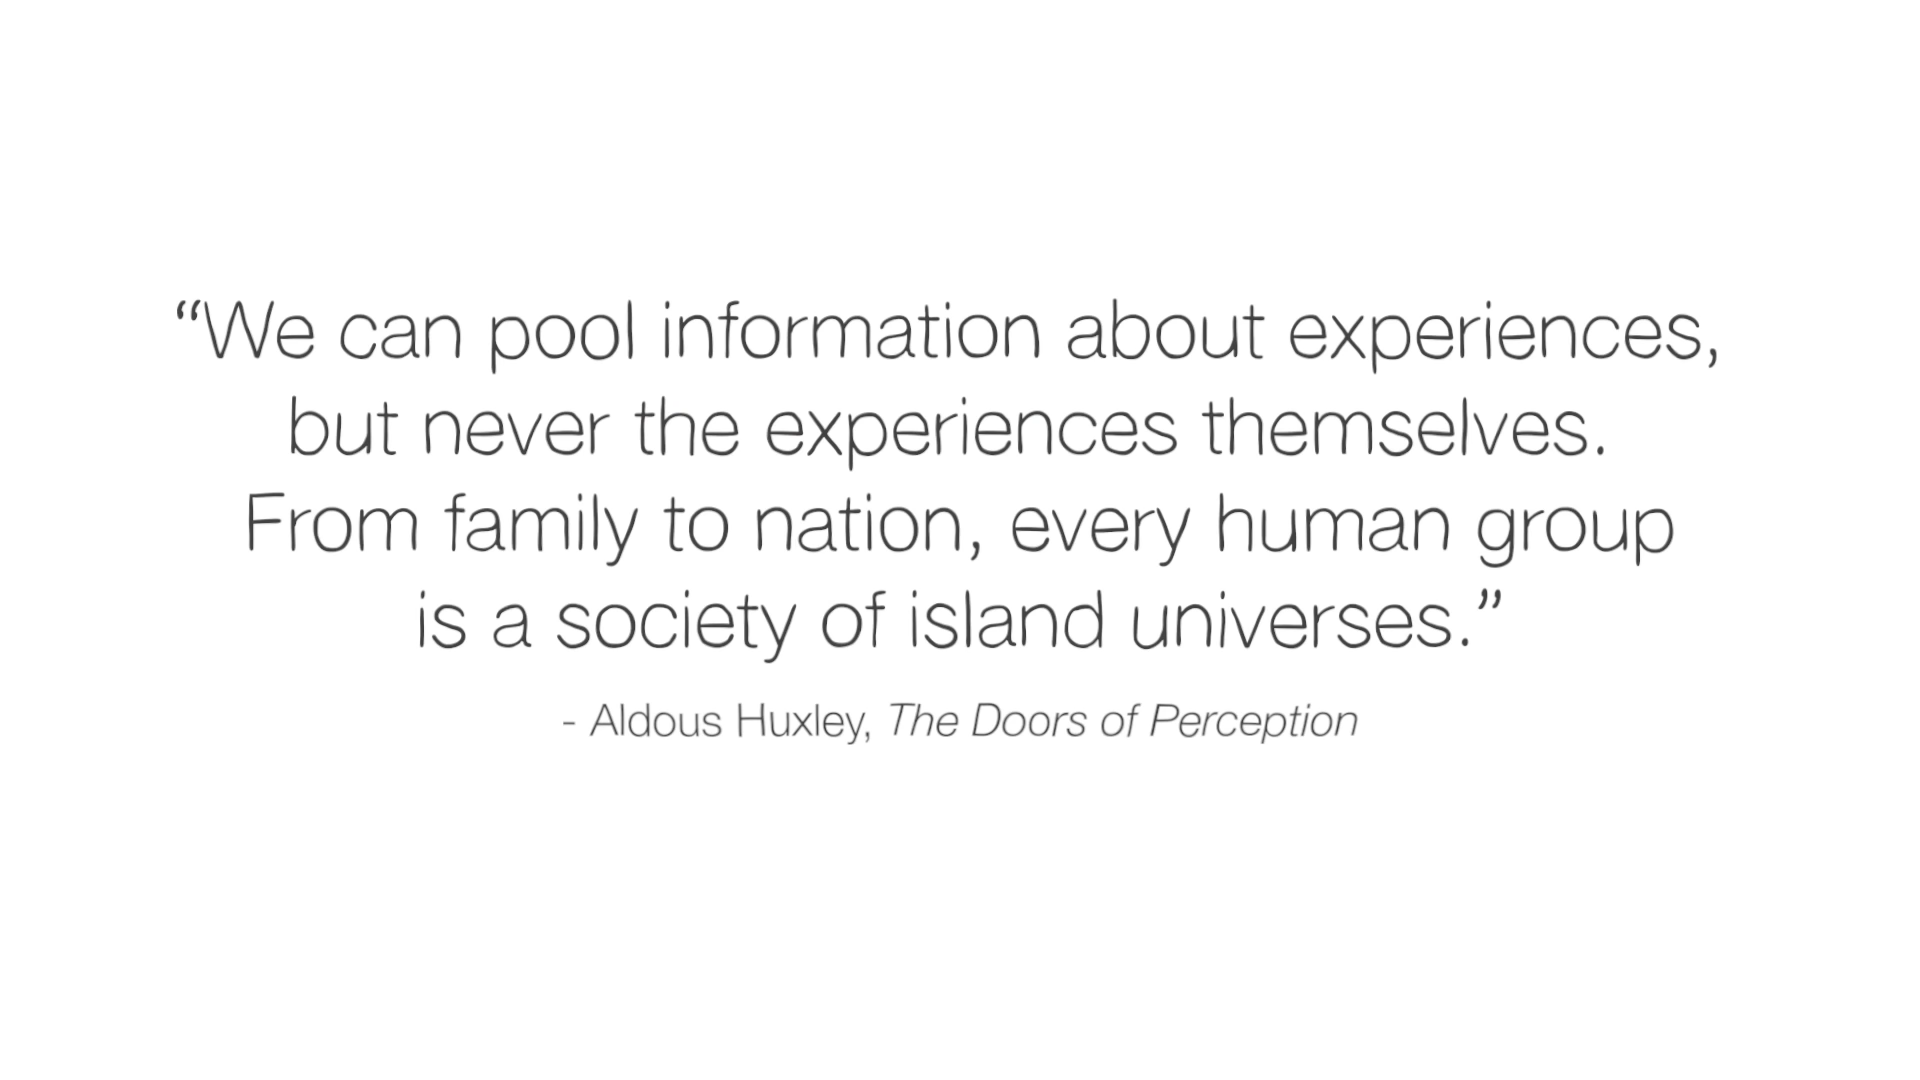 “We can pool information about experiences,
but never the experiences themselves.
From family to nation, every human group
is a society of island universes.”
- Aldous Huxley, The Doors of Perception